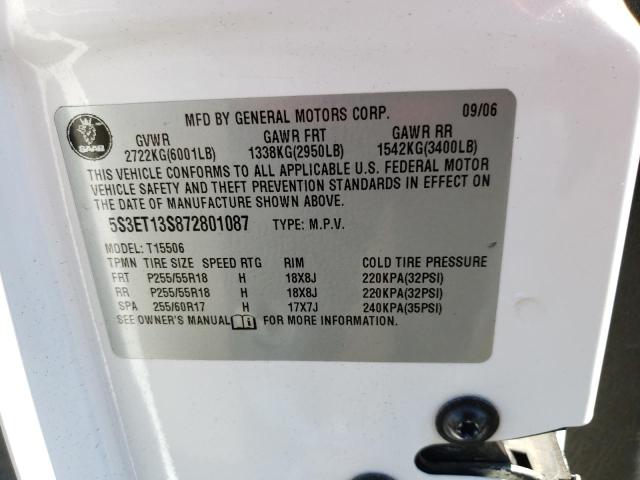 SAAB
MFD BY GENERAL MOTORS CORP. 09/06
GVWR GAWR FRT GAWR RR
2722KG(6001LB) 1338KG(2950LB) 1542KG(3400LB)
THIS VEHICLE CONFORMS TO ALL APPLICABLE U.S. FEDERAL MOTOR
VEHICLE SAFETY AND THEFT PREVENTION STANDARDS IN EFFECT ON
THE DATE OF MANUFACTURE SHOWN ABOVE.
5S3ET13S872801087 TYPE: M.P.V.
MODEL: T15506
TPMN TIRE SIZE SPEED RTG RIM COLD TIRE PRESSURE
FRT P255/55R18 H 18X8J 220KPA(32PSI)
RR P255/55R18 H 18X8J 220KPA(32PSI)
SPA 255/60R17 H 17X7J 240KPA(35PSI)
SEE OWNER'S MANUAL FOR MORE INFORMATION.